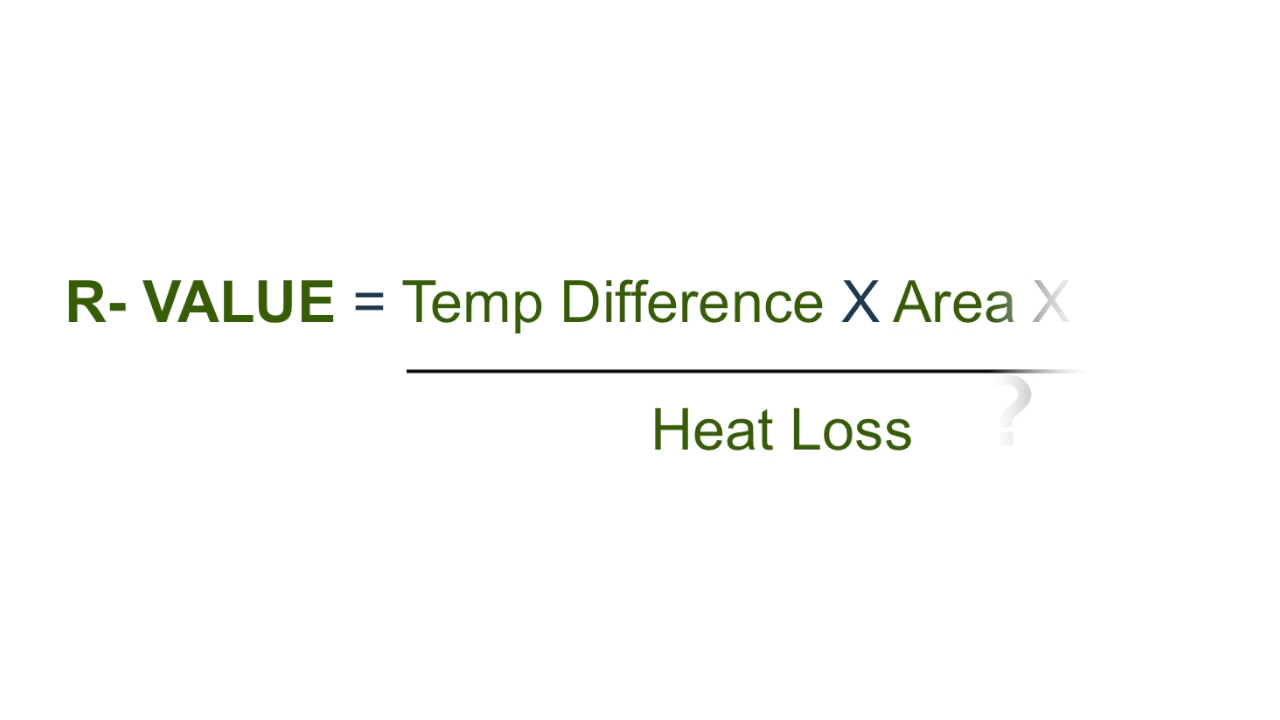 R- VALUE = Temp Difference X Area X
Heat Loss ?